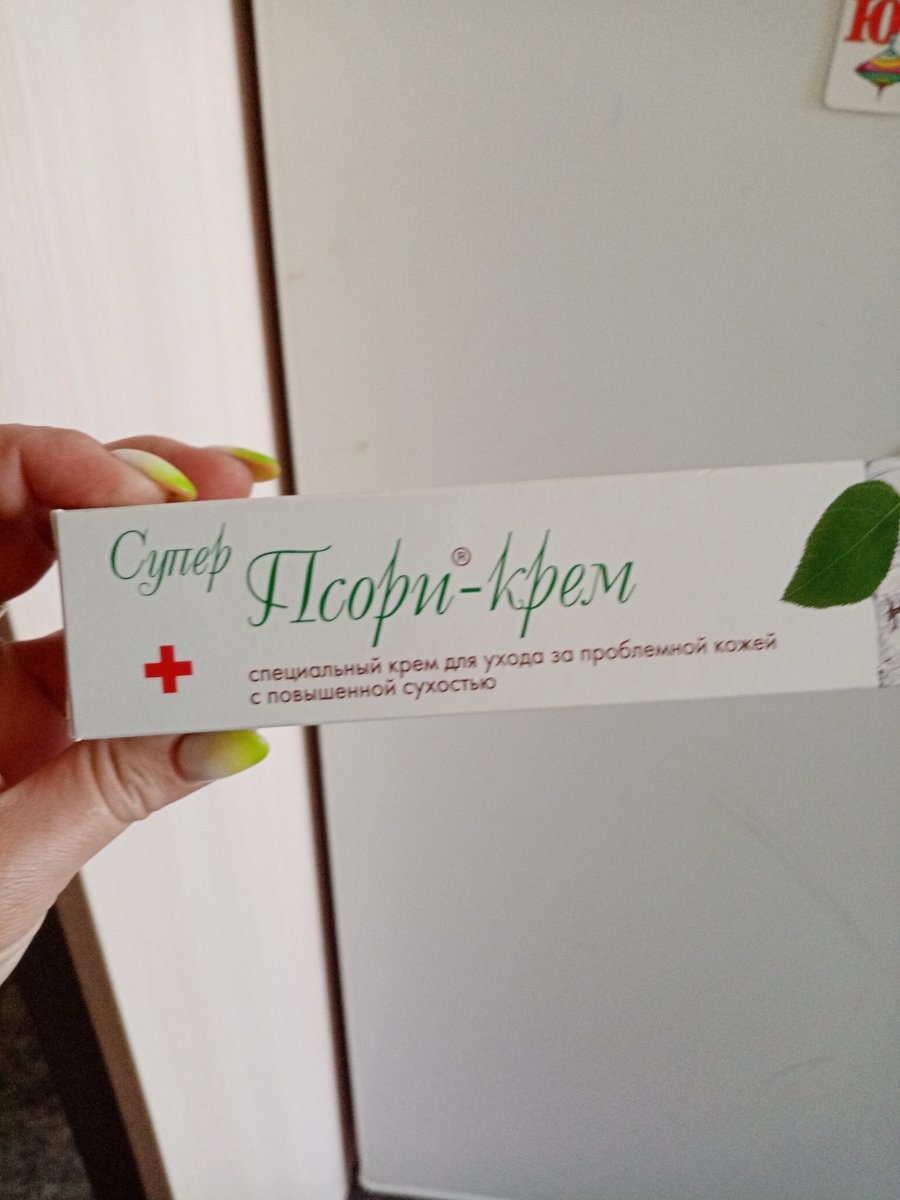 Ю
Супер
Псори®-крем
специальный крем для ухода за проблемной кожей
с повышенной сухостью